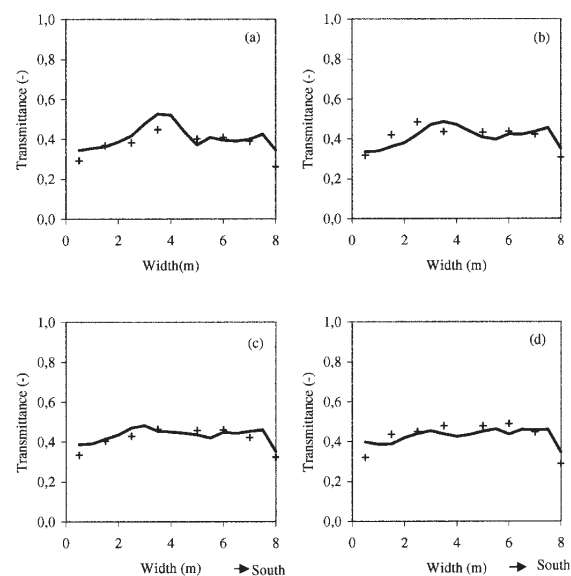 1,0
0,8
0,6
0,4
0,2
0,0
Transmittance (-)
(a)
0 2 4 6 8
Width(m)
1,0
0,8
0,6
0,4
0,2
0,0
Transmittance (-)
(b)
0 2 4 6 8
Width (m)
1,0
0,8
0,6
0,4
0,2
0,0
Transmittance (-)
(c)
0 2 4 6 8
Width (m)
South
1,0
0,8
0,6
0,4
0,2
0,0
Transmittance (-)
(d)
0 2 4 6 8
Width (m)
South